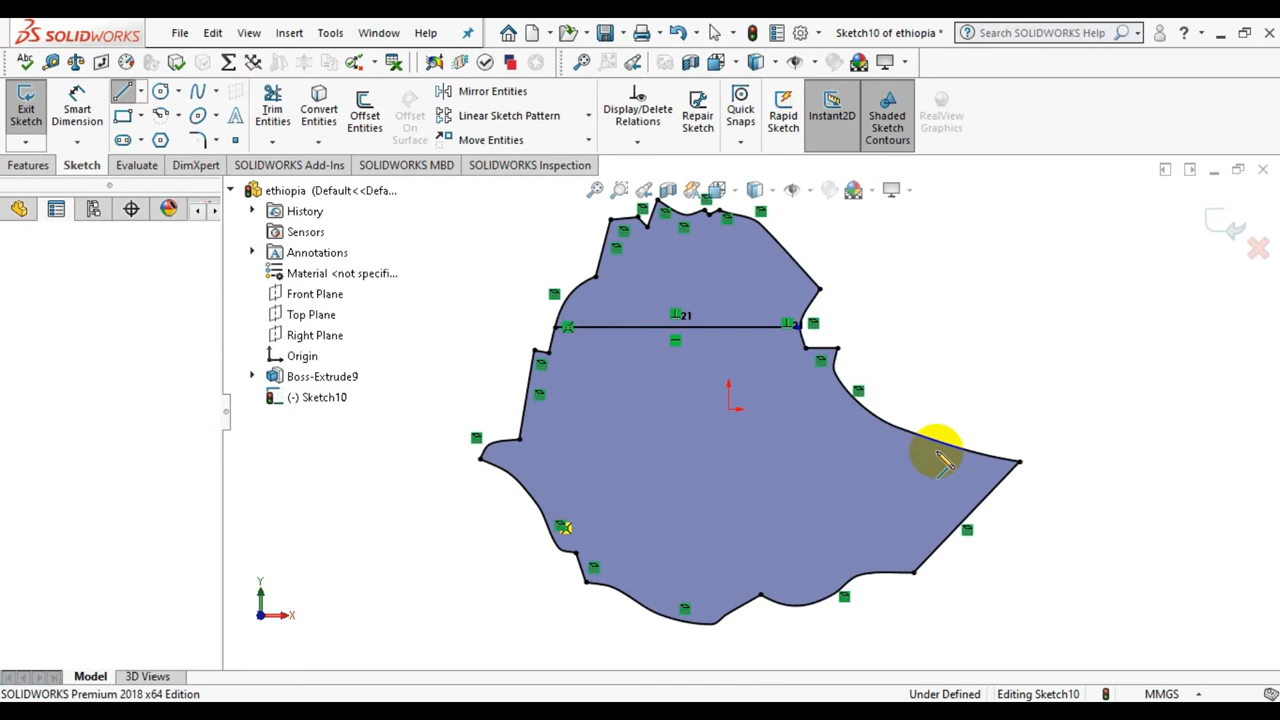 SOLIDWORKS File Edit View Insert Tools Window Help Sketch10 of ethiopia * Search SOLIDWORKS Help ?
Exit Sketch
Smart Dimension
Trim Entities
Convert Entities
Offset Entities
Offset On Surface
Mirror Entities
Linear Sketch Pattern
Move Entities
Display/Delete Relations
Repair Sketch
Quick Snaps
Rapid Sketch
Instant2D
Shaded Sketch Contours
RealView Graphics
Features Sketch Evaluate DimXpert SOLIDWORKS Add-Ins SOLIDWORKS MBD SOLIDWORKS Inspection
ethiopia (Default<<Defa...
History
Sensors
Annotations
Material <not specifi...
Front Plane
Top Plane
Right Plane
Origin
Boss-Extrude9
(-) Sketch10
21
Y
X
Model 3D Views
SOLIDWORKS Premium 2018 x64 Edition Under Defined Editing Sketch10 MMGS